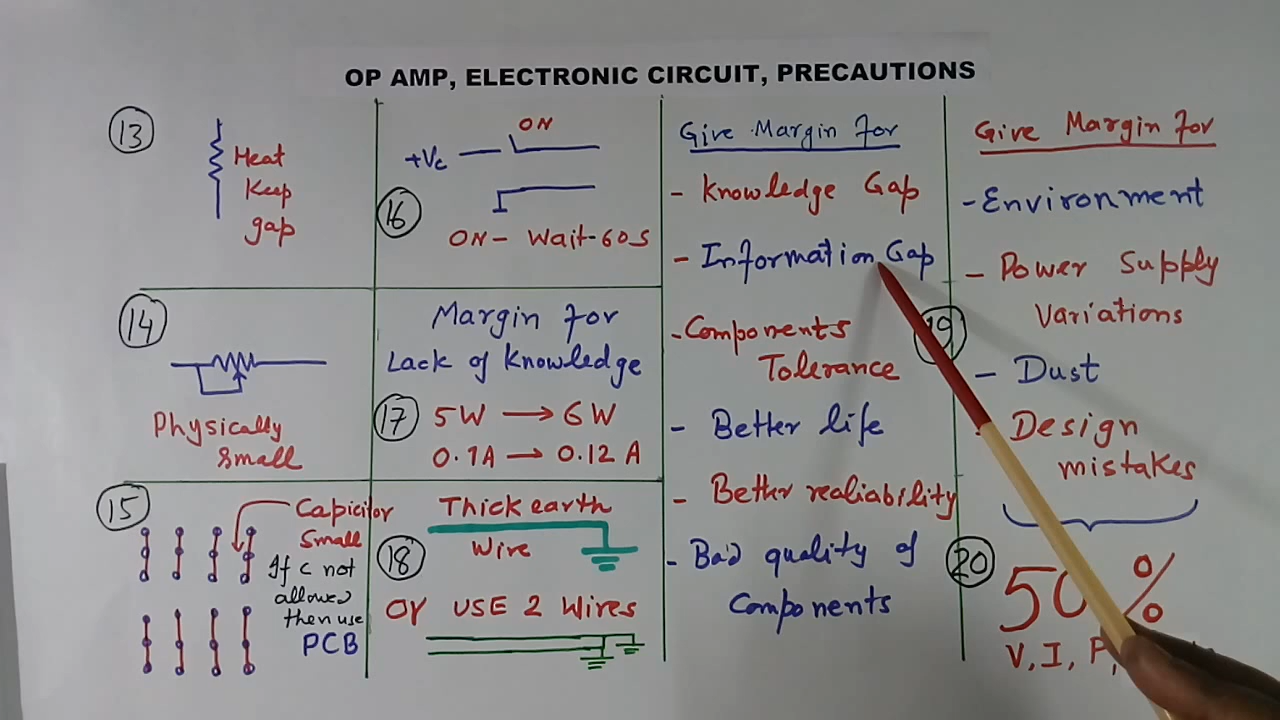 OP AMP, ELECTRONIC CIRCUIT, PRECAUTIONS
13
Heat
Keep
gap
14
Physically
Small
15
Capicitor
Small
If C not
allowed
then use
PCB
ON
+Vc
16
ON- Wait-60S
Margin for
Lack of Knowledge
17
5W → 6W
0.1A → 0.12 A
Thick earth
Wire
18
or USE 2 Wires
Give Margin for
- Knowledge Gap
- Information Gap
- Components
Tolerance
- Better life
- Better realiability
- Bad quality of
Components
Give Margin for
- Environment
- Power Supply
Variations
19
- Dust
- Design
mistakes
20
50 %
V, I, P,